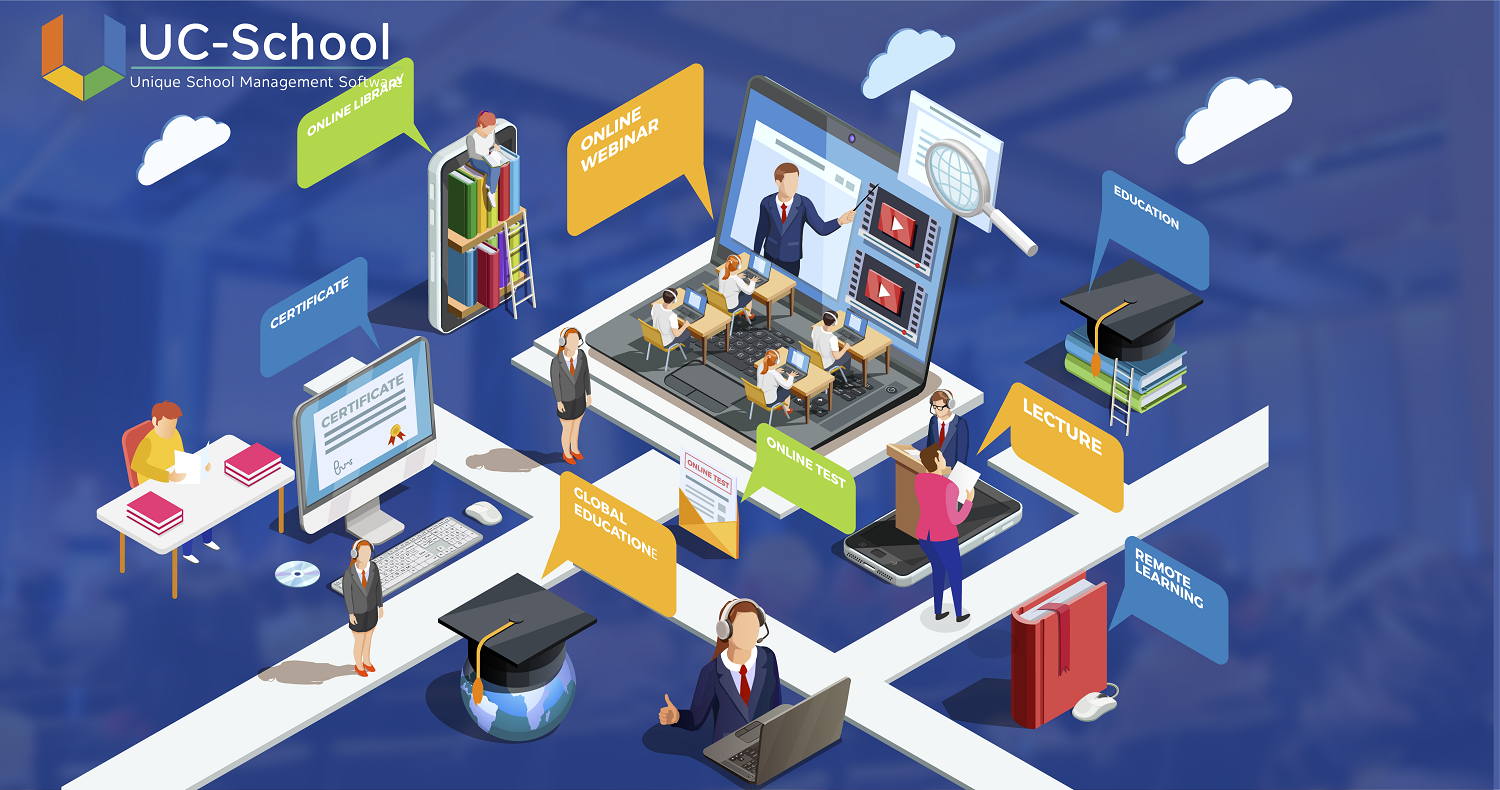 UC-School
Unique School Management Software
ONLINE LIBRARY
ONLINE
WEBINAR
EDUCATION
CERTIFICATE
CERTIFICATE
LECTURE
ONLINE TEST
ONLINE TEST
GLOBAL
EDUCATIONE
REMOTE
LEARNING